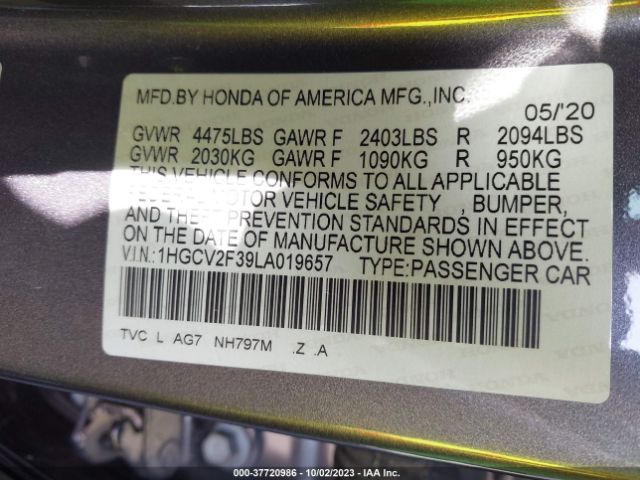 MFD.BY HONDA OF AMERICA MFG.,INC.
05/'20
GVWR 4475LBS GAWR F 2403LBS R 2094LBS
GVWR 2030KG GAWR F 1090KG R 950KG
THIS VEHICLE CONFORMS TO ALL APPLICABLE
FEDERAL MOTOR VEHICLE SAFETY , BUMPER,
AND THEFT PREVENTION STANDARDS IN EFFECT
ON THE DATE OF MANUFACTURE SHOWN ABOVE.
V.I.N.:1HGCV2F39LA019657 TYPE:PASSENGER CAR
TVC L AG7 NH797M .Z .A
000-37720986 | 10/02/2023 | IAA Inc.